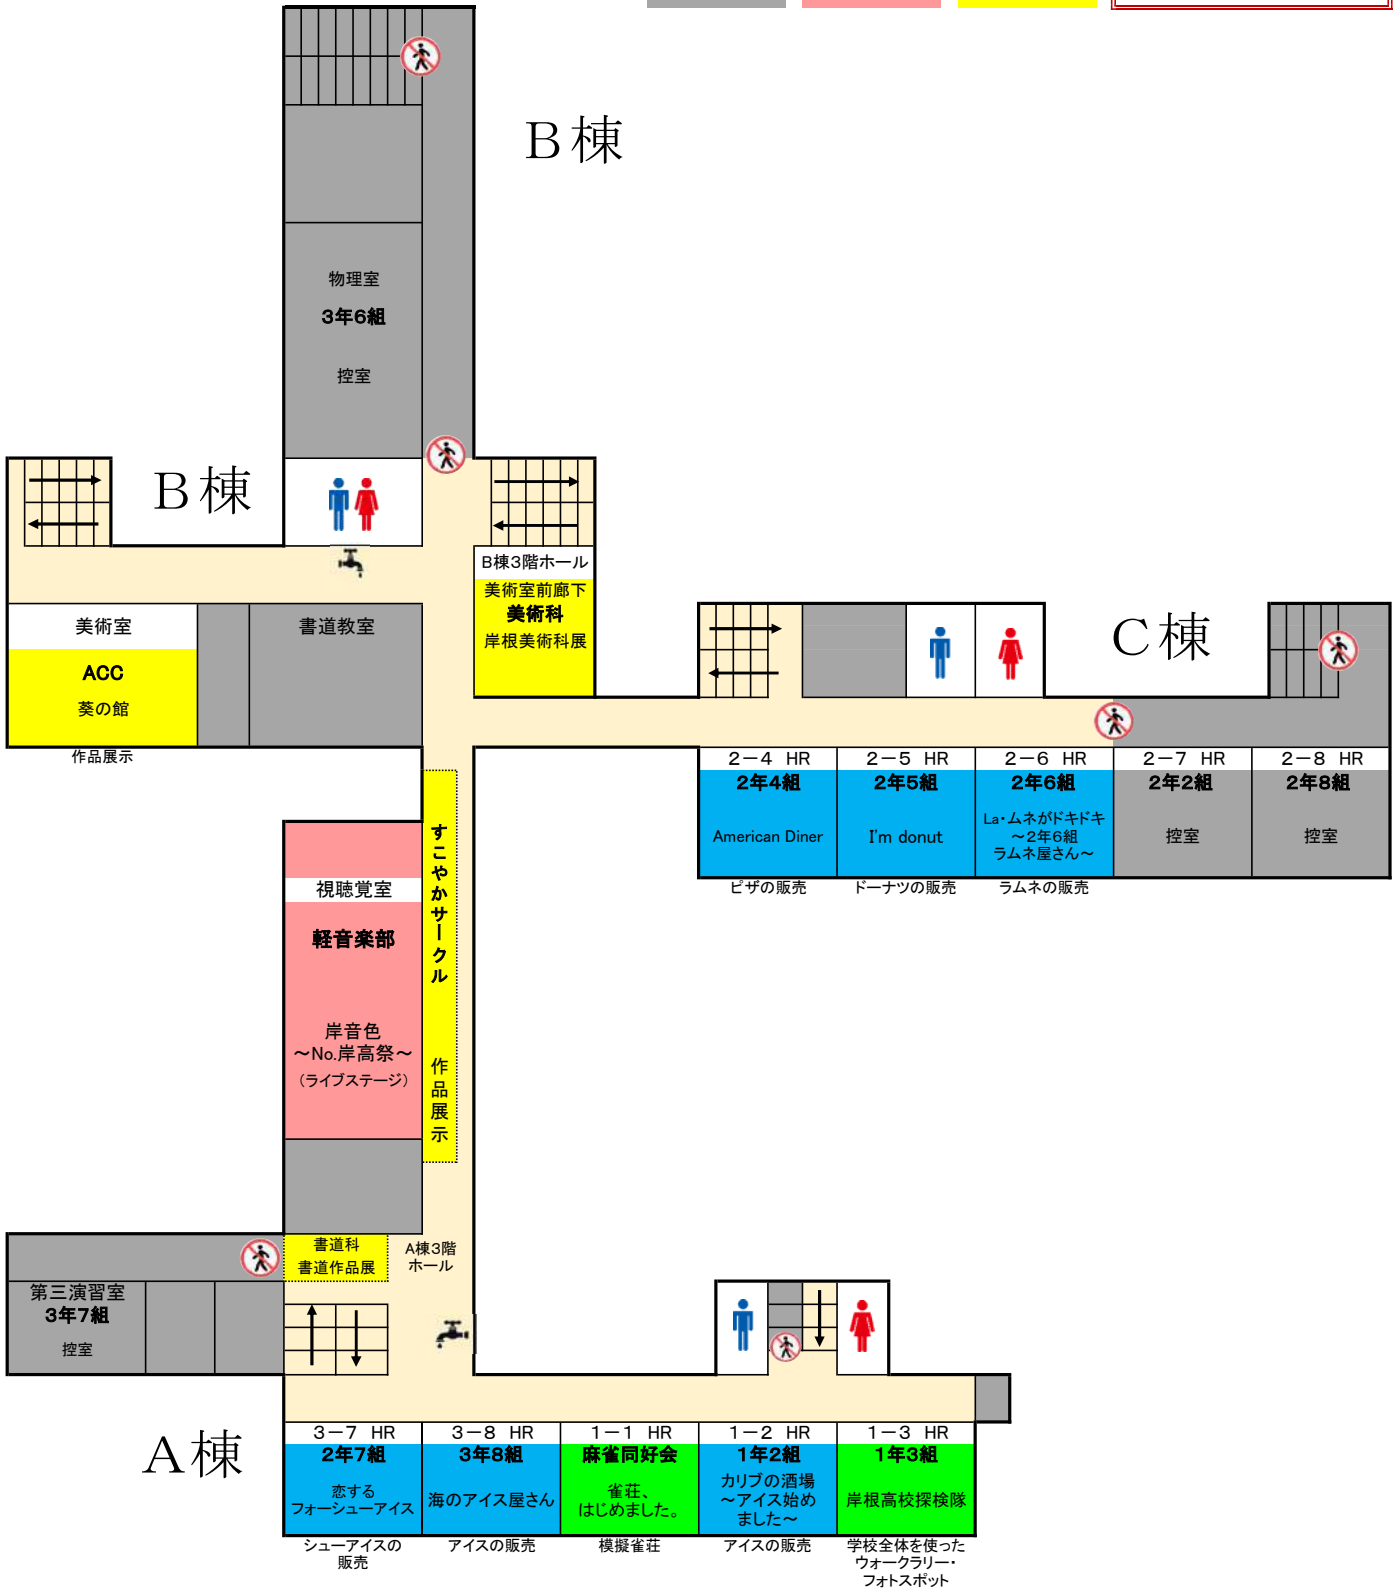 B棟
物理室
3年6組
控室
B棟
B棟3階ホール
美術室前廊下
美術科
岸根美術科展
美術室
ACC
葵の館
作品展示
書道教室
C棟
2－4 HR
2年4組
American Diner
ピザの販売
2－5 HR
2年5組
I'm donut
ドーナツの販売
2－6 HR
2年6組
La・ムネがドキドキ
～2年6組
ラムネ屋さん～
ラムネの販売
2－7 HR
2年2組
控室
2－8 HR
2年8組
控室
すこやかサークル
作品展示
視聴覚室
軽音楽部
岸音色
～No.岸高祭～
（ライブステージ）
書道科
書道作品展
A棟3階
ホール
第三演習室
3年7組
控室
A棟
3－7 HR
2年7組
恋する
フォーシューアイス
シューアイスの
販売
3－8 HR
3年8組
海のアイス屋さん
アイスの販売
1－1 HR
麻雀同好会
雀荘、
はじめました。
模擬雀荘
1－2 HR
1年2組
カリブの酒場
～アイス始め
ました～
アイスの販売
1－3 HR
1年3組
岸根高校探検隊
学校全体を使った
ウォークラリー・
フォトスポット